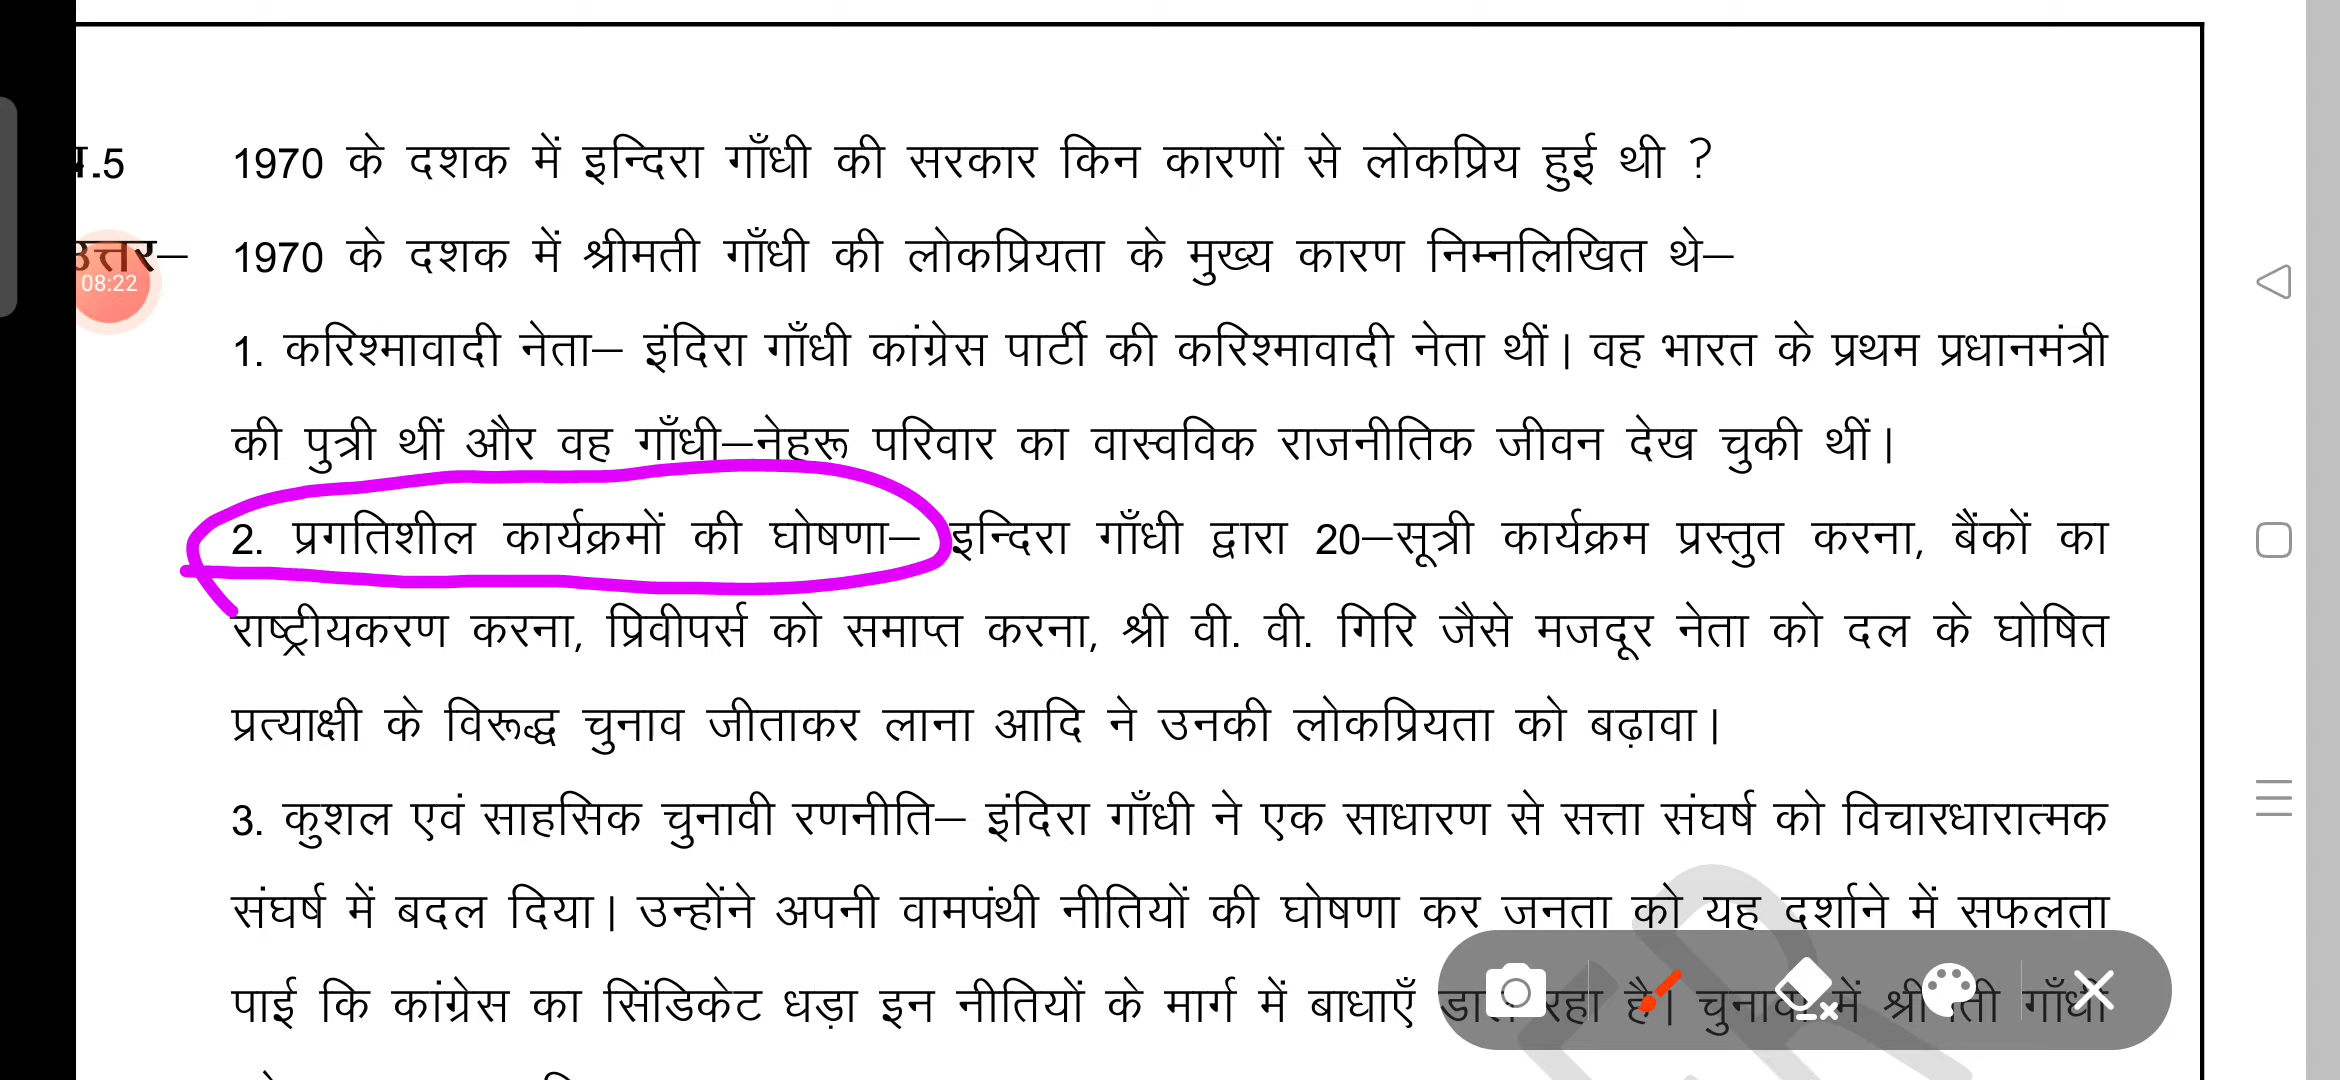 .5 1970 के दशक में इन्दिरा गाँधी की सरकार किन कारणों से लोकप्रिय हुई थी ?
उत्तर– 1970 के दशक में श्रीमती गाँधी की लोकप्रियता के मुख्य कारण निम्नलिखित थे–
08:22
1. करिश्मावादी नेता– इंदिरा गाँधी कांग्रेस पार्टी की करिश्मावादी नेता थीं। वह भारत के प्रथम प्रधानमंत्री
की पुत्री थीं और वह गाँधी–नेहरू परिवार का वास्वविक राजनीतिक जीवन देख चुकी थीं।
2. प्रगतिशील कार्यक्रमों की घोषणा– इन्दिरा गाँधी द्वारा 20–सूत्री कार्यक्रम प्रस्तुत करना, बैंकों का
राष्ट्रीयकरण करना, प्रिवीपर्स को समाप्त करना, श्री वी. वी. गिरि जैसे मजदूर नेता को दल के घोषित
प्रत्याक्षी के विरूद्ध चुनाव जीताकर लाना आदि ने उनकी लोकप्रियता को बढ़ावा।
3. कुशल एवं साहसिक चुनावी रणनीति– इंदिरा गाँधी ने एक साधारण से सत्ता संघर्ष को विचारधारात्मक
संघर्ष में बदल दिया। उन्होंने अपनी वामपंथी नीतियों की घोषणा कर जनता को यह दर्शाने में सफलता
पाई कि कांग्रेस का सिंडिकेट धड़ा इन नीतियों के मार्ग में बाधाएँ रहा है। में गाँधी